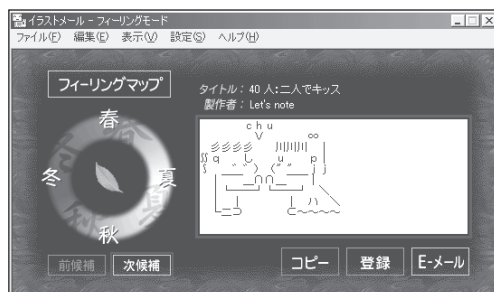 イラストメール - フィーリングモード
ファイル(F) 編集(E) 表示(V) 設定(S) ヘルプ(H)
フィーリングマップ
タイトル：40 人：二人でキッス
製作者：Let's note
chu
春
冬
夏
秋
前候補
次候補
コピー
登録
E-メール